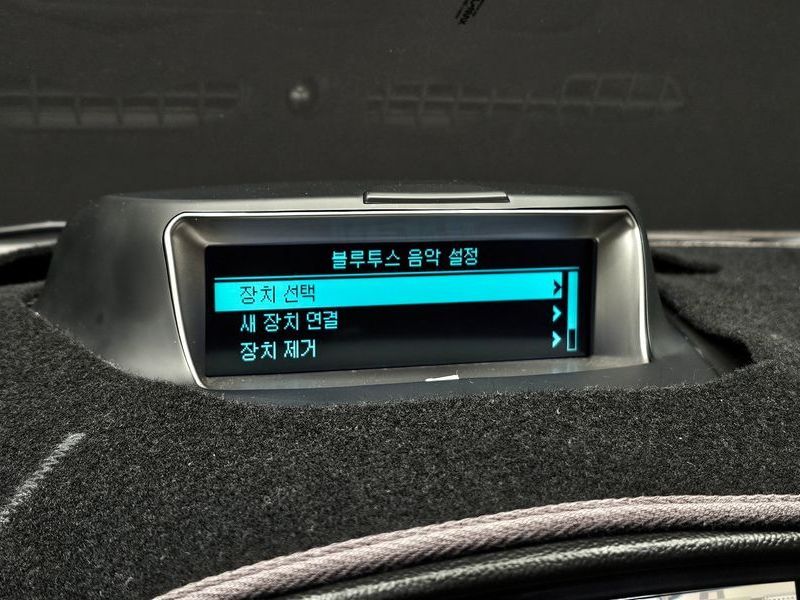 블루투스 음악 설정
장치 선택
새 장치 연결
장치 제거